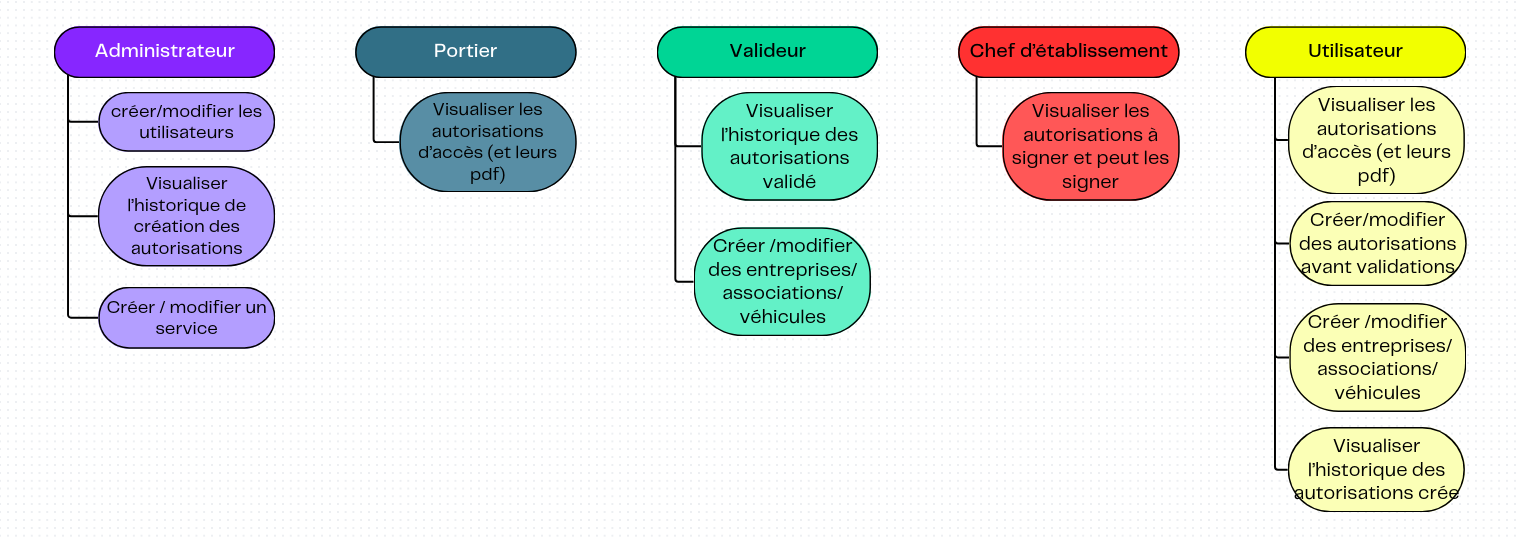 Administrateur
créer/modifier les
utilisateurs
Visualiser
l'historique de
création des
autorisations
Créer / modifier un
service
Portier
Visualiser les
autorisations
d'accès (et leurs
pdf)
Valideur
Visualiser
l'historique des
autorisations
validé
Créer /modifier
des entreprises/
associations/
véhicules
Chef d'établissement
Visualiser les
autorisations à
signer et peut les
signer
Utilisateur
Visualiser les
autorisations
d'accès (et leurs
pdf)
Créer/modifier
des autorisations
avant validations
Créer /modifier
des entreprises/
associations/
véhicules
Visualiser
l'historique des
autorisations crée